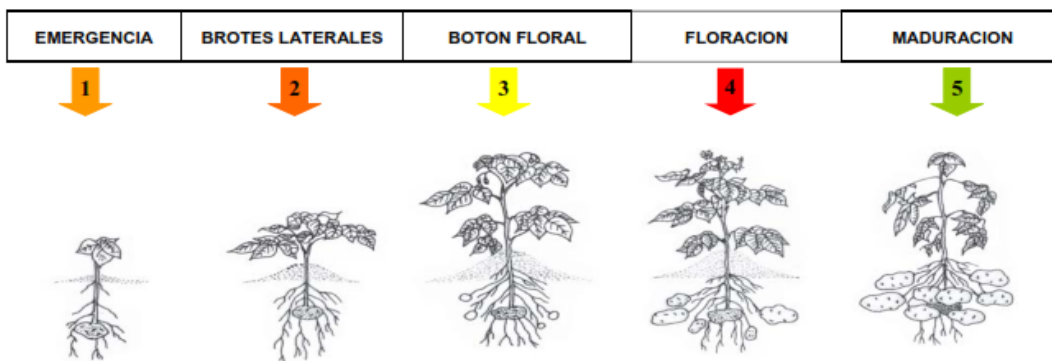 EMERGENCIA BROTES LATERALES BOTON FLORAL FLORACION MADURACION
1 2 3 4 5